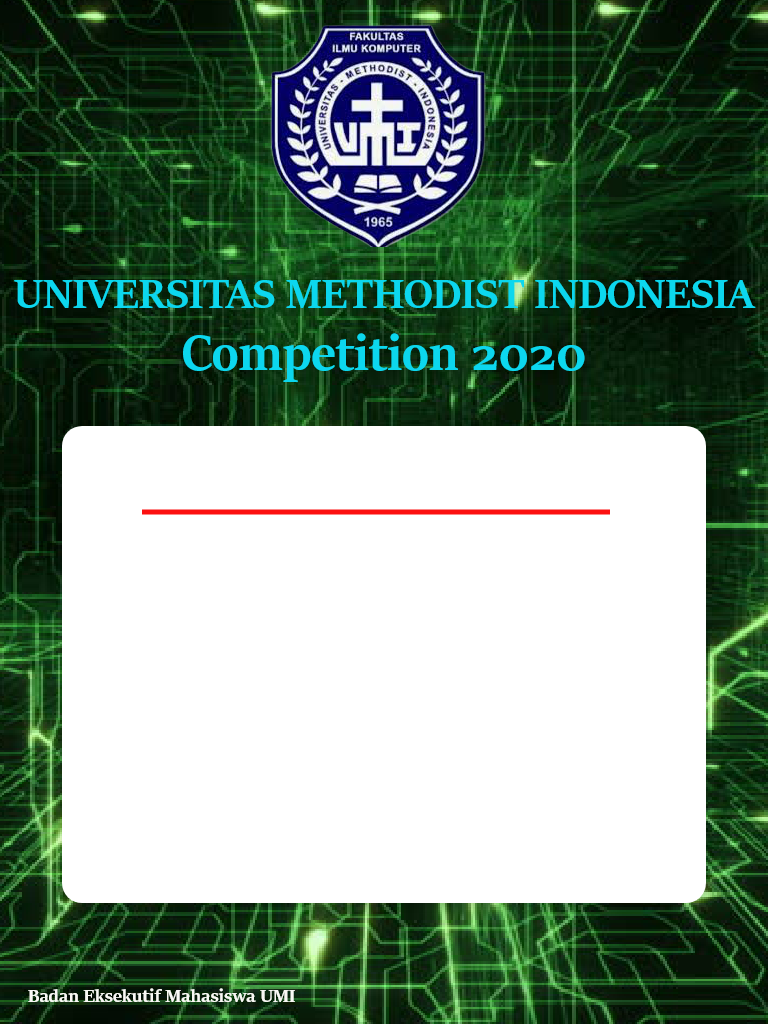 FAKULTAS
ILMU KOMPUTER
UNIVERSITAS - METHODIST - INDONESIA
UMI
1965
UNIVERSITAS METHODIST INDONESIA
Competition 2020
Badan Eksekutif Mahasiswa UMI